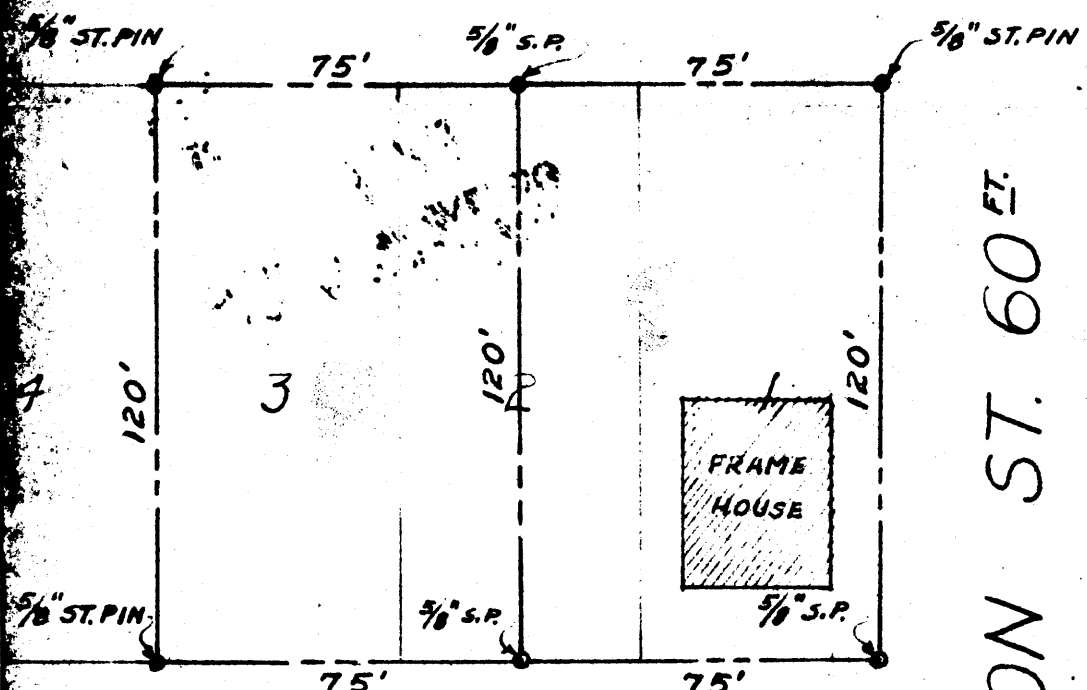 5/8" ST. PIN
5/8" S.P.
5/8" ST. PIN
75'
75'
120'
120'
120'
60 FT.
ST.
ON
4
3
2
1
FRAME
HOUSE
5/8" ST. PIN
5/8" S.P.
5/8" S.P.
75'
75'